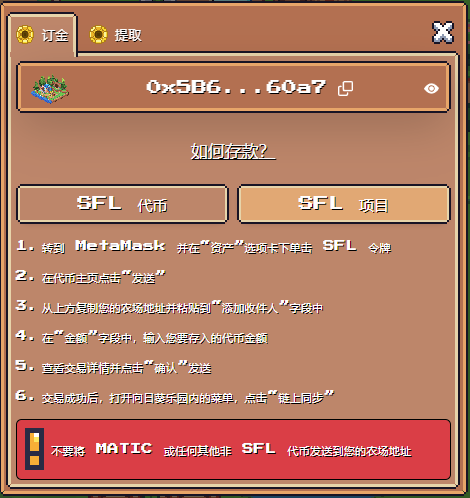 订金 提取
0x5B6...60a7
如何存款？
SFL 代币 SFL 项目
1. 转到 MetaMask 并在"资产"选项卡下单击 SFL 令牌
2. 在代币主页点击"发送"
3. 从上方复制您的农场地址并粘贴到"添加收件人"字段中
4. 在"金额"字段中，输入您要存入的代币金额
5. 查看交易详情并点击"确认"发送
6. 交易成功后，打开向日葵乐园内的菜单，点击"链上同步"
不要将 MATIC 或任何其他非 SFL 代币发送到您的农场地址